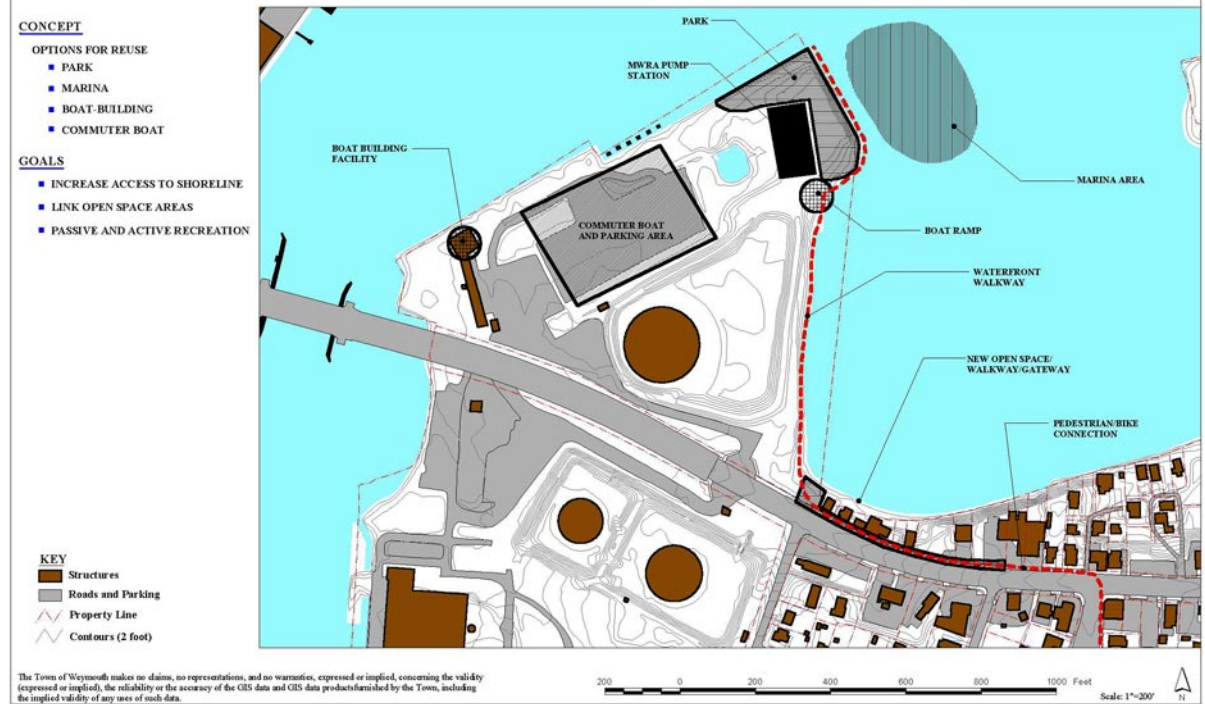 CONCEPT
OPTIONS FOR REUSE
PARK
MARINA
BOAT-BUILDING
COMMUTER BOAT
GOALS
INCREASE ACCESS TO SHORELINE
LINK OPEN SPACE AREAS
PASSIVE AND ACTIVE RECREATION
PARK
MWRA PUMP
STATION
BOAT BUILDING
FACILITY
COMMUTER BOAT
AND PARKING AREA
MARINA AREA
BOAT RAMP
WATERFRONT
WALKWAY
NEW OPEN SPACE/
WALKWAY/GATEWAY
PEDESTRIAN/BIKE
CONNECTION
KEY
Structures
Roads and Parking
Property Line
Contours (2 foot)
The Town of Weymouth makes no claims, no representations, and no warranties, expressed or implied, concerning the validity
(expressed or implied), the reliability or the accuracy of the GIS data and GIS data productsfurnished by the Town, including
the implied validity of any uses of such data.
200 0 200 400 600 800 1000 Feet
Scale: 1"=200'
N